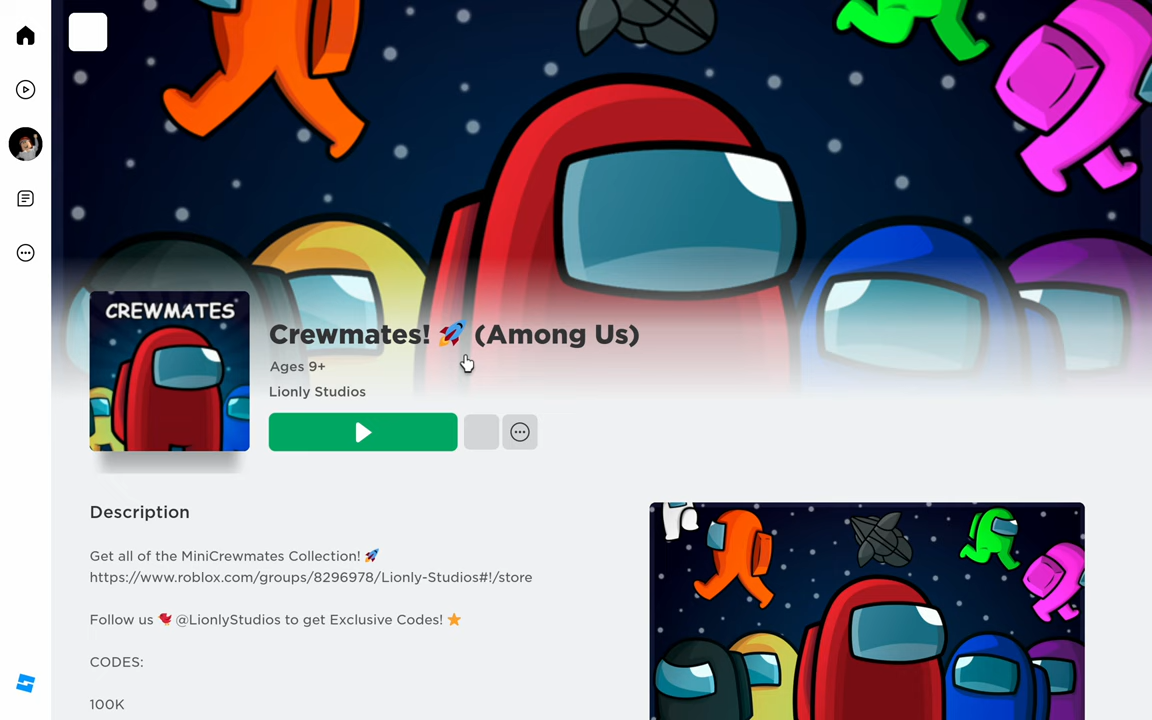 CREWMATES
Crewmates! 🚀 (Among Us)
Ages 9+
Lionly Studios
Description
Get all of the MiniCrewmates Collection! 🚀
https://www.roblox.com/groups/8296978/Lionly-Studios#!/store
Follow us 🐦 @LionlyStudios to get Exclusive Codes! ⭐
CODES:
100K